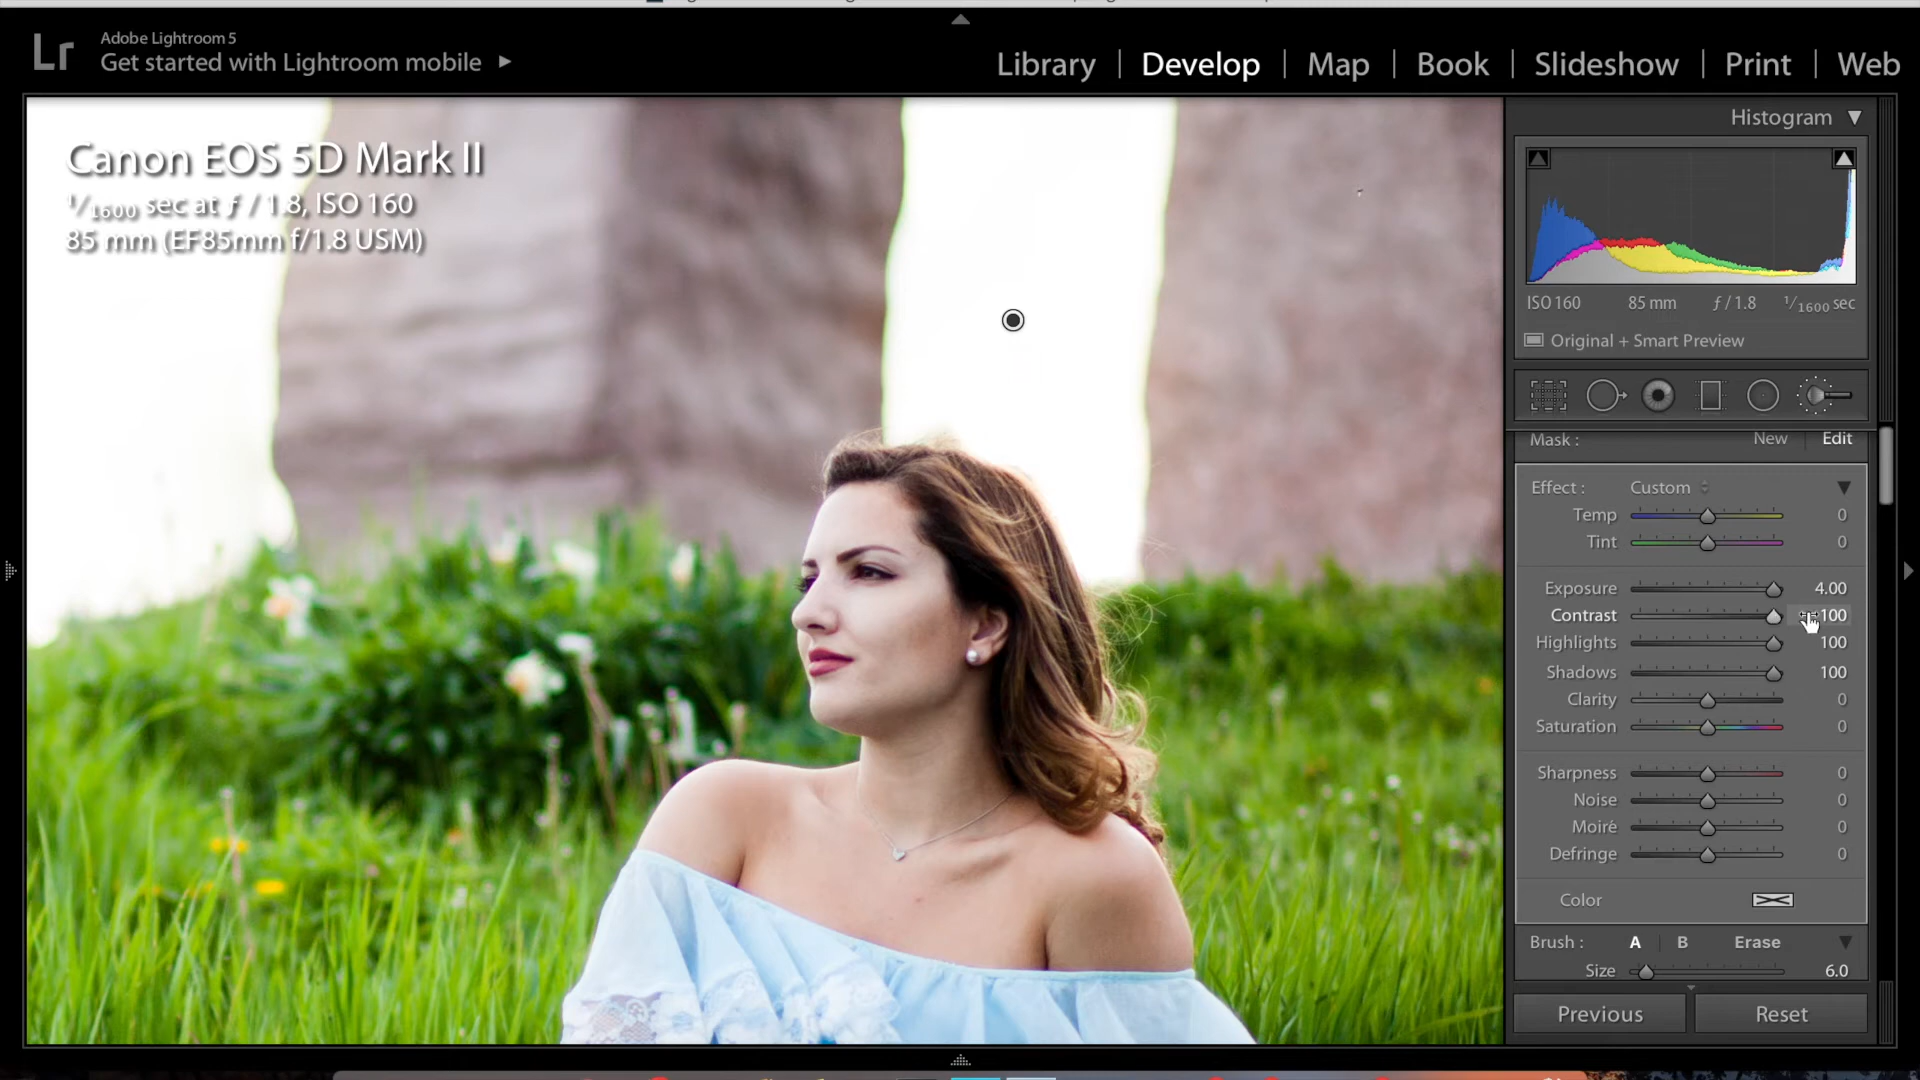 Lr
Adobe Lightroom 5
Get started with Lightroom mobile
Library | Develop | Map | Book | Slideshow | Print | Web
Canon EOS 5D Mark II
1/1600 sec at ƒ / 1.8, ISO 160
85 mm (EF85mm f/1.8 USM)
Histogram
ISO 160 85 mm ƒ / 1.8 1/1600 sec
Original + Smart Preview
Mask : New Edit
Effect : Custom
Temp 0
Tint 0
Exposure 4.00
Contrast 100
Highlights 100
Shadows 100
Clarity 0
Saturation 0
Sharpness 0
Noise 0
Moiré 0
Defringe 0
Color
Brush : A B Erase
Size 6.0
Previous Reset